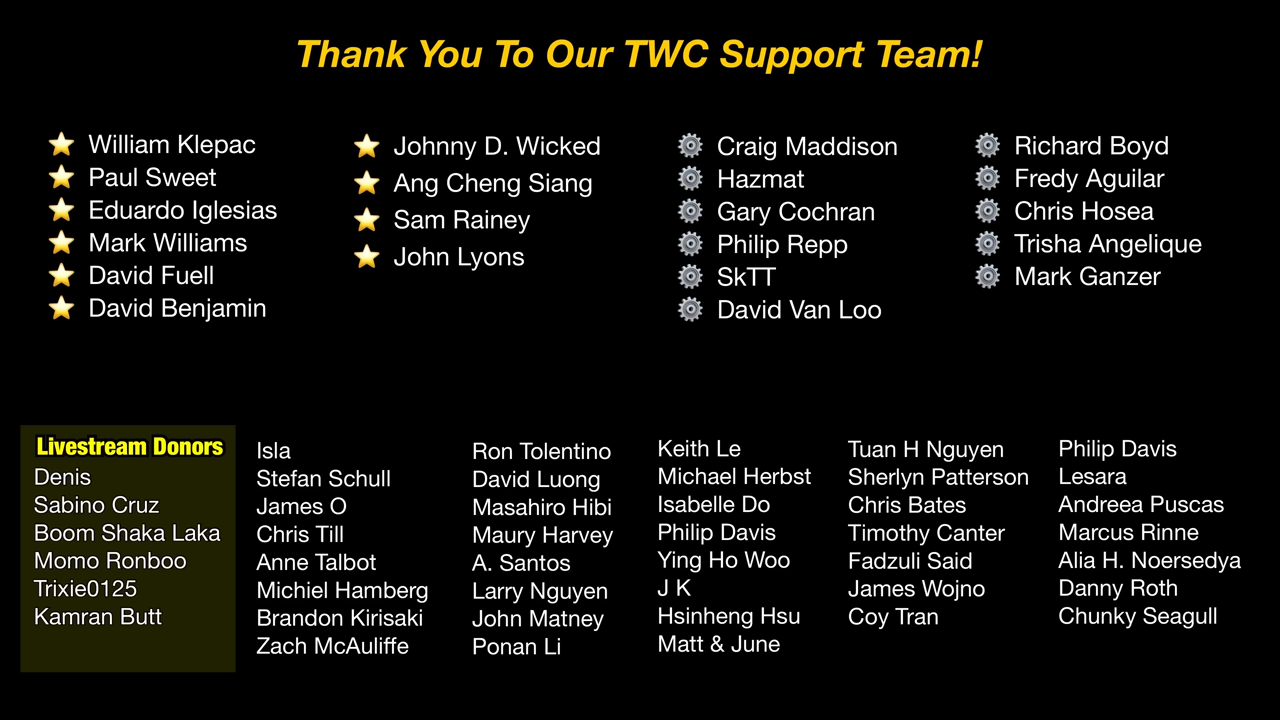 Thank You To Our TWC Support Team!
William Klepac
Paul Sweet
Eduardo Iglesias
Mark Williams
David Fuell
David Benjamin
Johnny D. Wicked
Ang Cheng Siang
Sam Rainey
John Lyons
Craig Maddison
Hazmat
Gary Cochran
Philip Repp
SkTT
David Van Loo
Richard Boyd
Fredy Aguilar
Chris Hosea
Trisha Angelique
Mark Ganzer
Livestream Donors
Denis
Sabino Cruz
Boom Shaka Laka
Momo Ronboo
Trixie0125
Kamran Butt
Isla
Stefan Schull
James O
Chris Till
Anne Talbot
Michiel Hamberg
Brandon Kirisaki
Zach McAuliffe
Ron Tolentino
David Luong
Masahiro Hibi
Maury Harvey
A. Santos
Larry Nguyen
John Matney
Ponan Li
Keith Le
Michael Herbst
Isabelle Do
Philip Davis
Ying Ho Woo
J K
Hsinheng Hsu
Matt & June
Tuan H Nguyen
Sherlyn Patterson
Chris Bates
Timothy Canter
Fadzuli Said
James Wojno
Coy Tran
Philip Davis
Lesara
Andreea Puscas
Marcus Rinne
Alia H. Noersedya
Danny Roth
Chunky Seagull